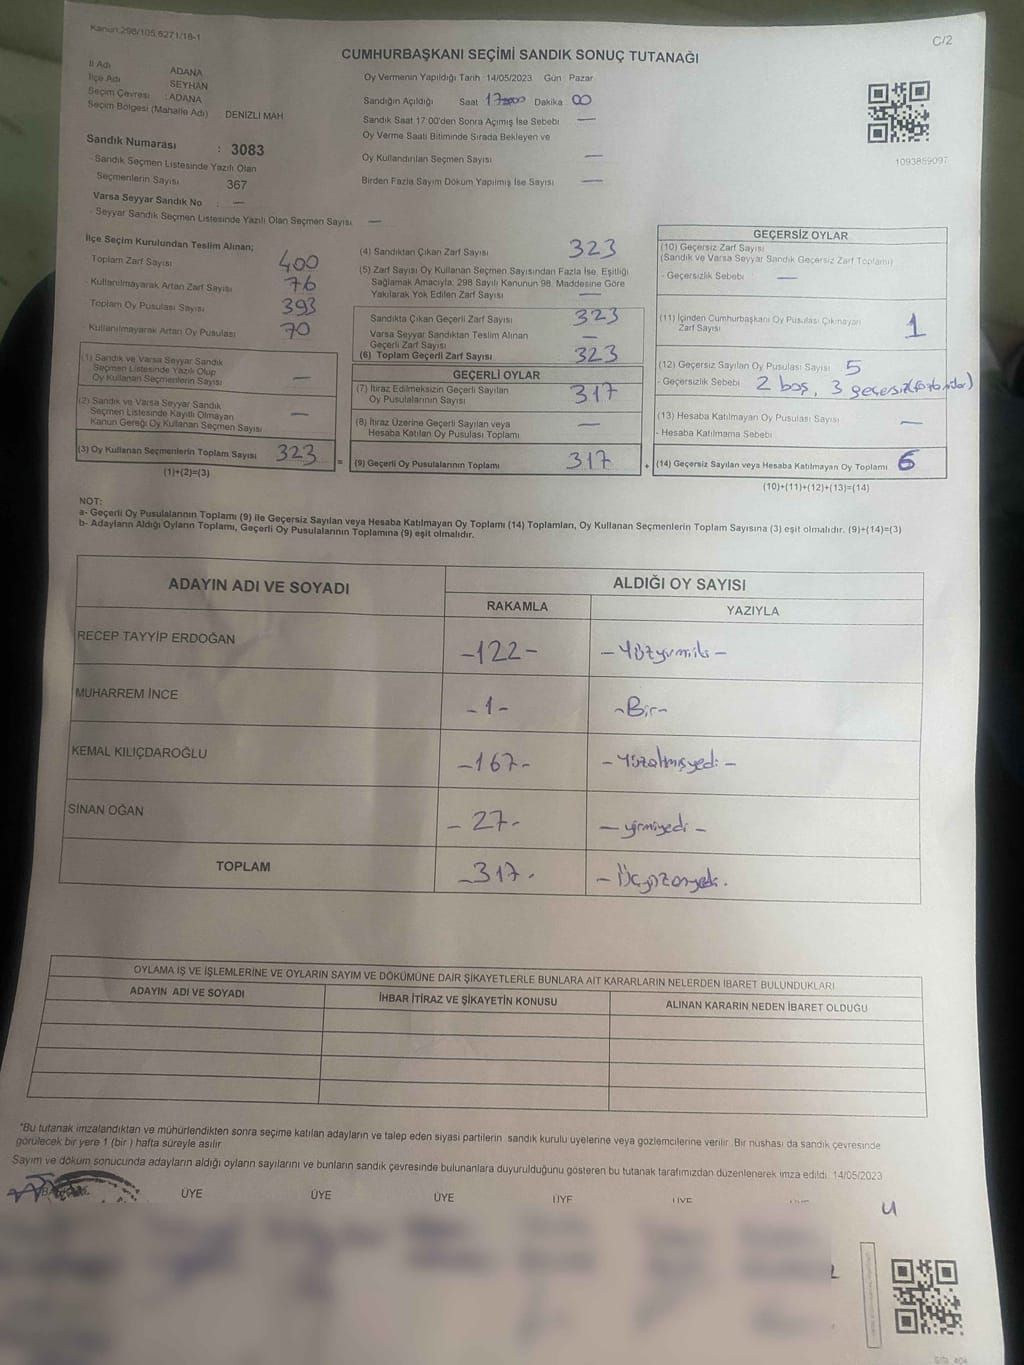 Kanun:298/105,6271/18-1
C/2
CUMHURBAŞKANI SEÇİMİ SANDIK SONUÇ TUTANAĞI
İl Adı ADANA
İlçe Adı SEYHAN
Seçim Çevresi : ADANA
Seçim Bölgesi (Mahalle Adı) DENİZLİ MAH
Sandık Numarası : 3083
- Sandık Seçmen Listesinde Yazılı Olan
Seçmenlerin Sayısı 367
Varsa Seyyar Sandık No : —
- Seyyar Sandık Seçmen Listesinde Yazılı Olan Seçmen Sayısı —
Oy Vermenin Yapıldığı Tarih :14/05/2023 Gün : Pazar
Sandığın Açıldığı Saat Dakika 00
Sandık Saat 17:00'den Sonra Açımış İse Sebebi —
Oy Verme Saati Bitiminde Sırada Bekleyen ve
Oy Kullandırılan Seçmen Sayısı —
Birden Fazla Sayım Döküm Yapılmış İse Sayısı —
1093859097
İlçe Seçim Kurulundan Teslim Alınan;
- Toplam Zarf Sayısı 400
- Kullanılmayarak Artan Zarf Sayısı 76
- Toplam Oy Pusulası Sayısı 393
- Kullanılmayarak Artan Oy Pusulası 70
(1) Sandık ve Varsa Seyyar Sandık
Seçmen Listesinde Yazılı Olup
Oy Kullanan Seçmenlerin Sayısı —
(2) Sandık ve Varsa Seyyar Sandık
Seçmen Listesinde Kayıtlı Olmayan
Kanun Gereği Oy Kullanan Seçmen Sayısı —
(3) Oy Kullanan Seçmenlerin Toplam Sayısı 323
(1)+(2)=(3)
(4) Sandıktan Çıkan Zarf Sayısı 323
(5) Zarf Sayısı Oy Kullanan Seçmen Sayısından Fazla İse, Eşitliği
Sağlamak Amacıyla; 298 Sayılı Kanunun 98. Maddesine Göre
Yakılarak Yok Edilen Zarf Sayısı —
Sandıkta Çıkan Geçerli Zarf Sayısı 323
Varsa Seyyar Sandıktan Teslim Alınan
Geçerli Zarf Sayısı —
(6) Toplam Geçerli Zarf Sayısı 323
GEÇERLİ OYLAR
(7) İtiraz Edilmeksizin Geçerli Sayılan
Oy Pusulalarının Sayısı 317
(8) İtiraz Üzerine Geçerli Sayılan veya
Hesaba Katılan Oy Pusulası Toplamı —
= (9) Geçerli Oy Pusulalarının Toplamı 317
GEÇERSİZ OYLAR
(10) Geçersiz Zarf Sayısı
(Sandık ve Varsa Seyyar Sandık Geçersiz Zarf Toplamı)
- Geçersizlik Sebebi —
(11) İçinden Cumhurbaşkanı Oy Pusulası Çıkmayan
Zarf Sayısı 1
(12) Geçersiz Sayılan Oy Pusulası Sayısı 5
- Geçersizlik Sebebi 2 boş, 3 geçersiz
(13) Hesaba Katılmayan Oy Pusulası Sayısı —
- Hesaba Katılmama Sebebi
+ (14) Geçersiz Sayılan veya Hesaba Katılmayan Oy Toplamı 6
(10)+(11)+(12)+(13)=(14)
NOT:
a- Geçerli Oy Pusulalarının Toplamı (9) ile Geçersiz Sayılan veya Hesaba Katılmayan Oy Toplamı (14) Toplamları, Oy Kullanan Seçmenlerin Toplam Sayısına (3) eşit olmalıdır. (9)+(14)=(3)
b- Adayların Aldığı Oyların Toplamı, Geçerli Oy Pusulalarının Toplamına (9) eşit olmalıdır.
ADAYIN ADI VE SOYADI
ALDIĞI OY SAYISI
RAKAMLA YAZIYLA
RECEP TAYYİP ERDOĞAN -122- - Yüzyirmiiki -
MUHARREM İNCE -1- -Bir-
KEMAL KILIÇDAROĞLU -167- - Yüzaltmışyedi -
SİNAN OĞAN -27- - yirmiyedi -
TOPLAM -317- - Üçyüzonyedi.
OYLAMA İŞ VE İŞLEMLERİNE VE OYLARIN SAYIM VE DÖKÜMÜNE DAİR ŞİKAYETLERLE BUNLARA AİT KARARLARIN NELERDEN İBARET BULUNDUKLARI
ADAYIN ADI VE SOYADI İHBAR İTİRAZ VE ŞİKAYETİN KONUSU ALINAN KARARIN NEDEN İBARET OLDUĞU
"Bu tutanak imzalandıktan ve mühürlendikten sonra seçime katılan adayların ve talep eden siyasi partilerin sandık kurulu üyelerine veya gözlemcilerine verilir. Bir nüshası da sandık çevresinde
görülecek bir yere 1 (bir ) hafta süreyle asılır
Sayım ve döküm sonucunda adayların aldığı oyların sayılarını ve bunların sandık çevresinde bulunanlara duyurulduğunu gösteren bu tutanak tarafımızdan düzenlenerek imza edildi. 14/05/2023
ÜYE ÜYE ÜYE ÜYE ÜYE